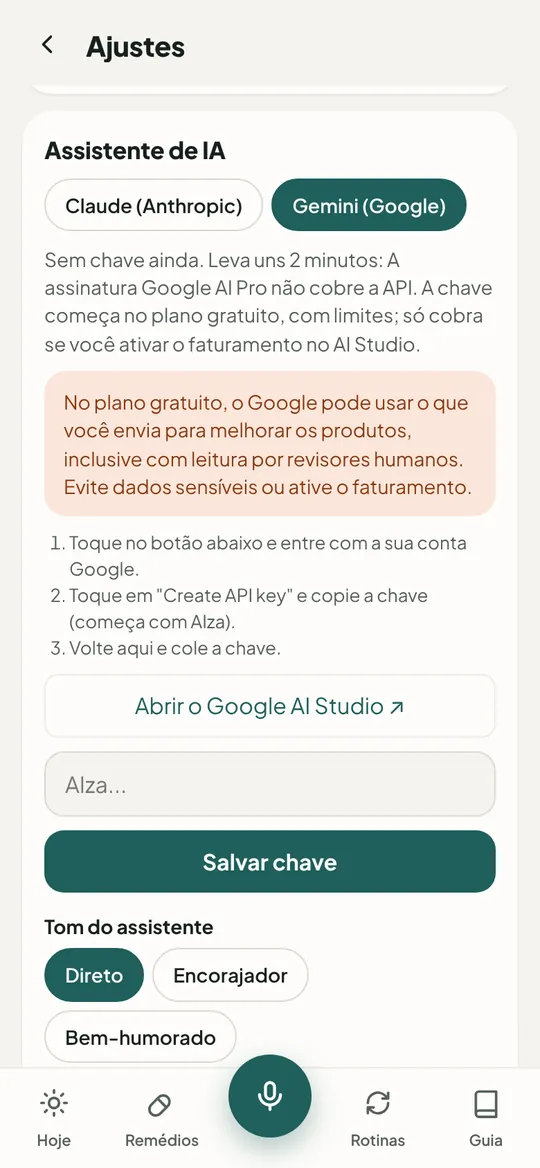 Ajustes
Assistente de IA
Claude (Anthropic)
Gemini (Google)
Sem chave ainda. Leva uns 2 minutos: A
assinatura Google AI Pro não cobre a API. A chave
começa no plano gratuito, com limites; só cobra
se você ativar o faturamento no AI Studio.
No plano gratuito, o Google pode usar o que
você envia para melhorar os produtos,
inclusive com leitura por revisores humanos.
Evite dados sensíveis ou ative o faturamento.
1. Toque no botão abaixo e entre com a sua conta
Google.
2. Toque em "Create API key" e copie a chave
(começa com AIza).
3. Volte aqui e cole a chave.
Abrir o Google AI Studio ↗
AIza...
Salvar chave
Tom do assistente
Direto
Encorajador
Bem-humorado
Hoje
Remédios
Rotinas
Guia